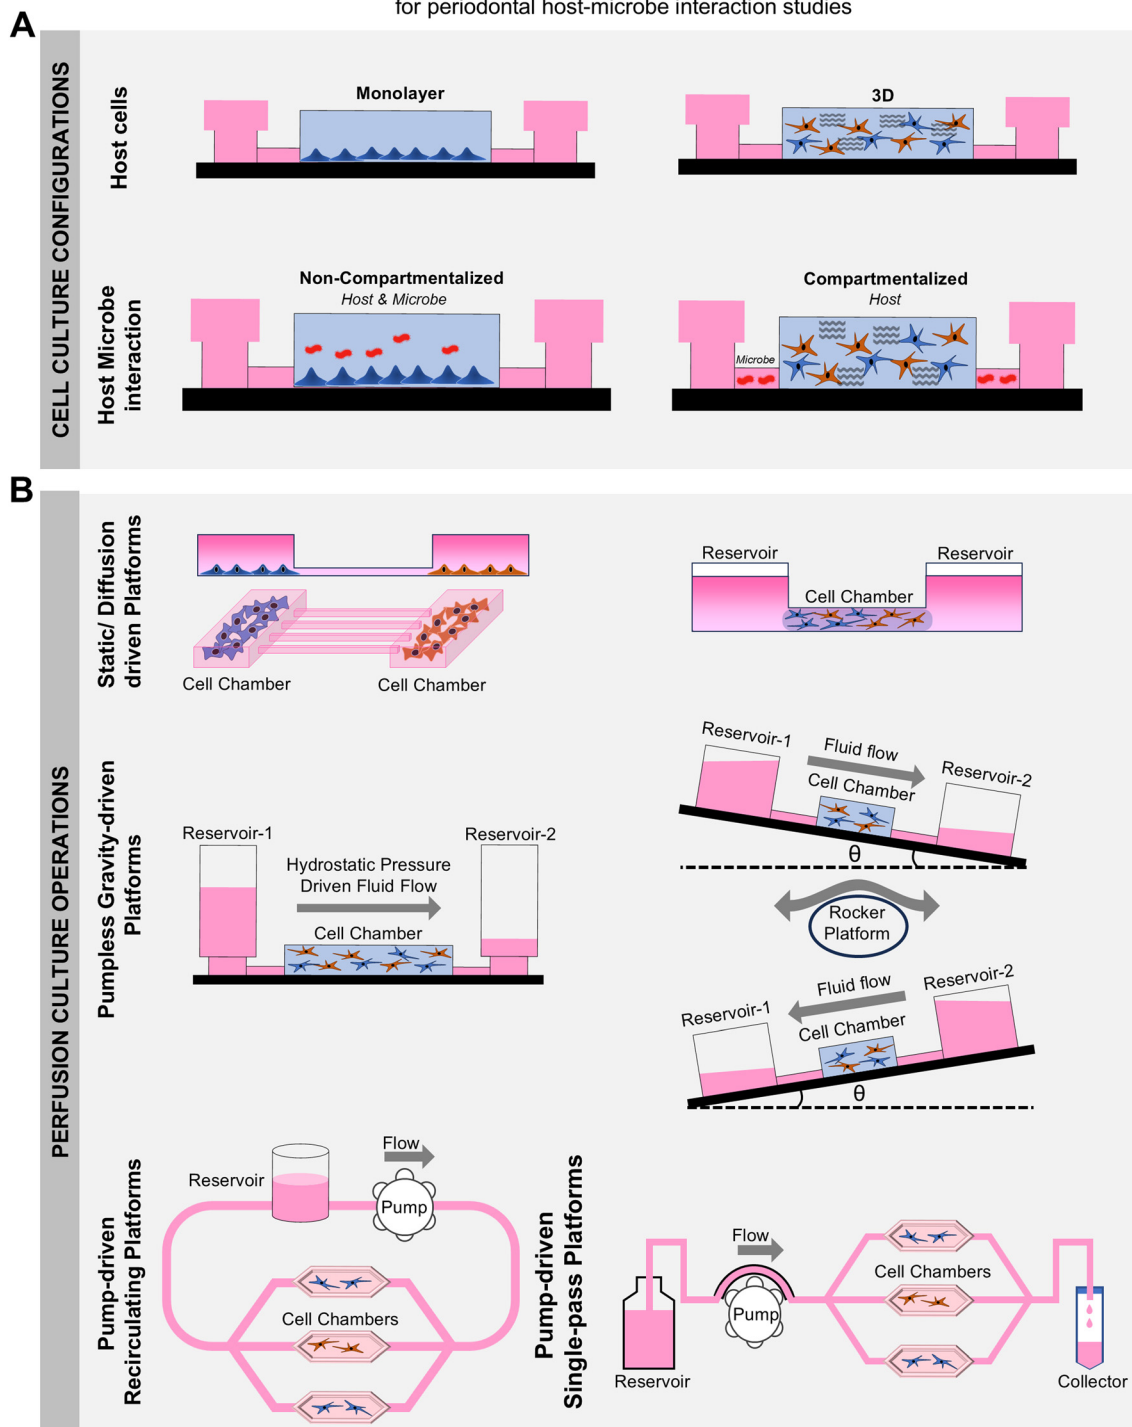 for periodontal host-microbe interaction studies
A
CELL CULTURE CONFIGURATIONS
Host cells
Monolayer
3D
Host Microbe
interaction
Non-Compartmentalized
Host & Microbe
Compartmentalized
Host
Microbe
B
PERFUSION CULTURE OPERATIONS
Static/ Diffusion
driven Platforms
Cell Chamber
Cell Chamber
Reservoir
Reservoir
Cell Chamber
Pumpless Gravity-driven
Platforms
Reservoir-1
Reservoir-2
Hydrostatic Pressure
Driven Fluid Flow
Cell Chamber
Reservoir-1
Fluid flow
Cell Chamber
Reservoir-2
θ
Rocker
Platform
Reservoir-1
Fluid flow
Cell Chamber
Reservoir-2
θ
Pump-driven
Recirculating Platforms
Reservoir
Flow
Pump
Cell Chambers
Pump-driven
Single-pass Platforms
Flow
Pump
Reservoir
Cell Chambers
Collector